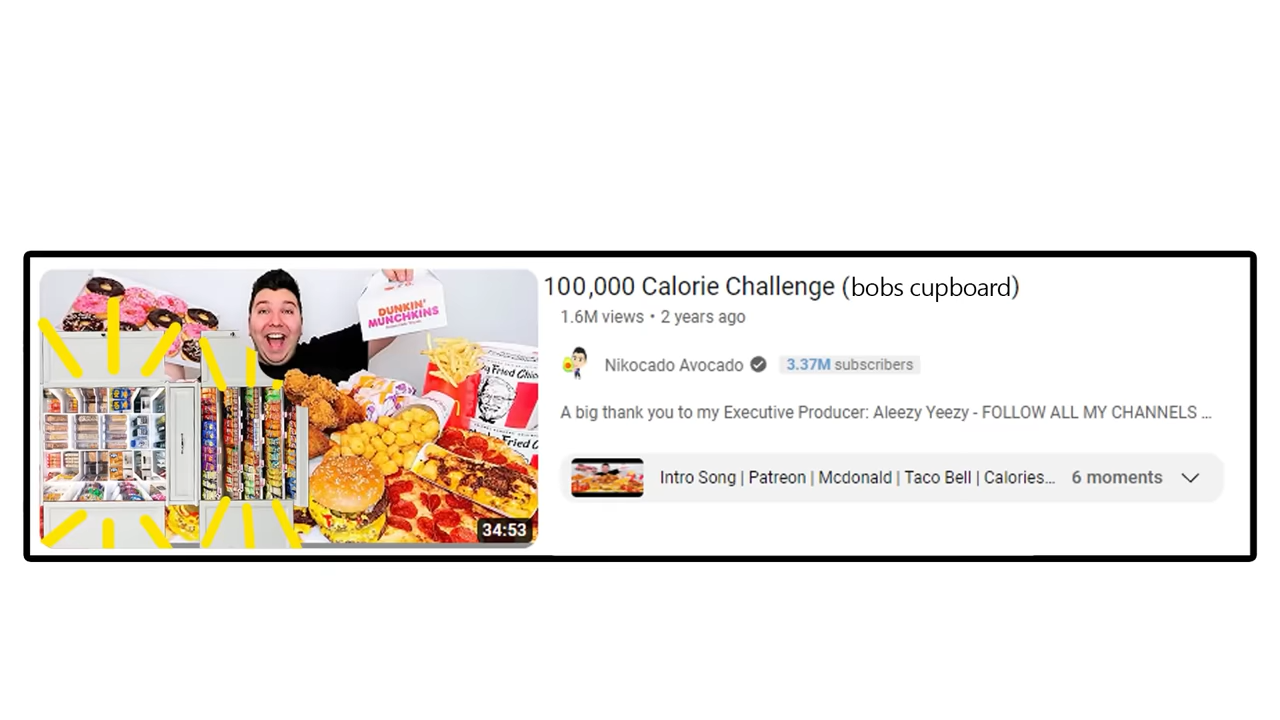 DUNKIN'
MUNCHKINS
Fried Chic
Fried C
34:53
100,000 Calorie Challenge (bobs cupboard)
1.6M views • 2 years ago
Nikocado Avocado 3.37M subscribers
A big thank you to my Executive Producer: Aleezy Yeezy - FOLLOW ALL MY CHANNELS ...
Intro Song | Patreon | Mcdonald | Taco Bell | Calories... 6 moments